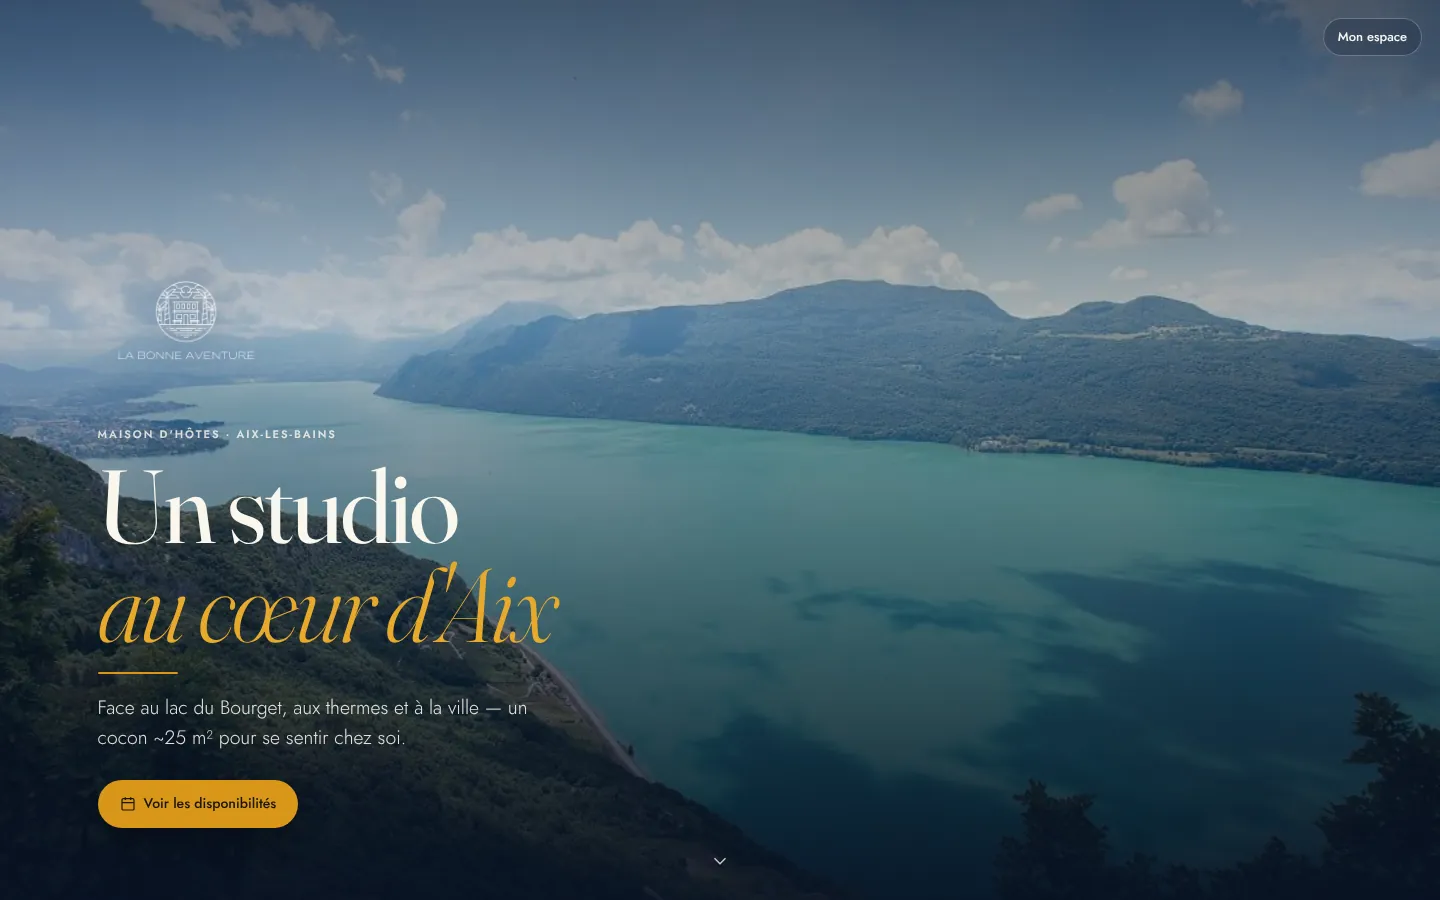 Mon espace
LA BONNE AVENTURE
MAISON D'HÔTES · AIX-LES-BAINS
Un studio
au cœur d'Aix
Face au lac du Bourget, aux thermes et à la ville — un
cocon ~25 m² pour se sentir chez soi.
Voir les disponibilités